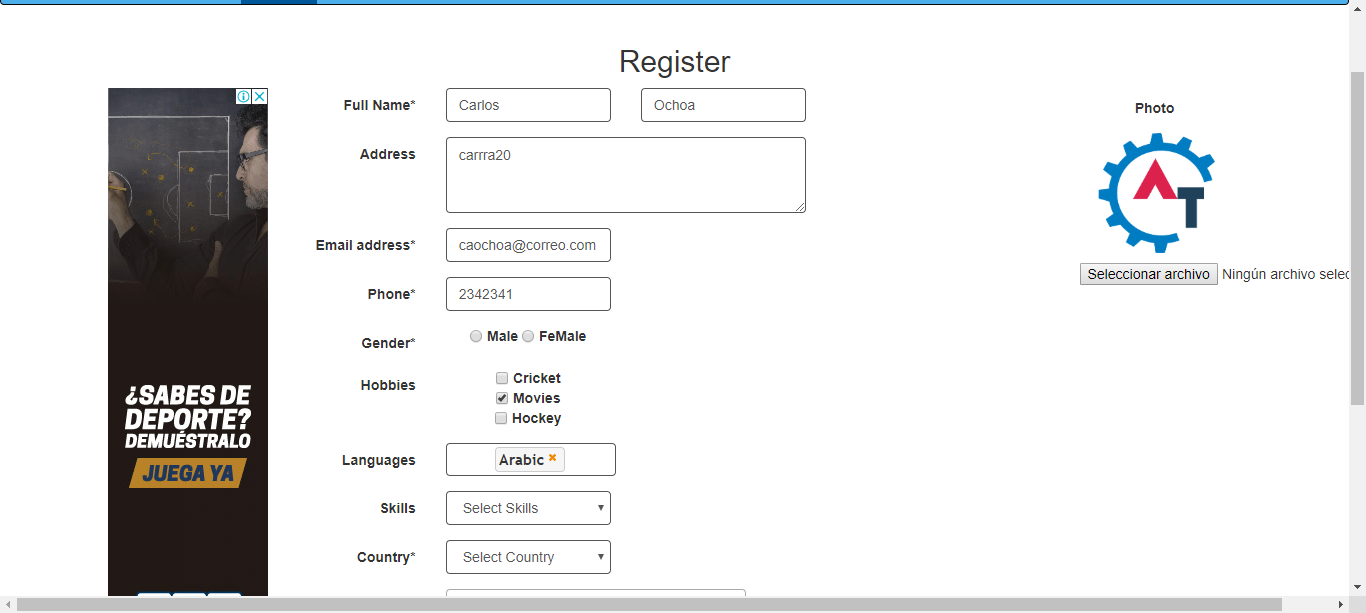 Register
Full Name*
Carlos
Ochoa
Photo
Address
carrra20
AT
Email address*
caochoa@correo.com
Seleccionar archivo
Ningún archivo selec
Phone*
2342341
Gender*
Male
FeMale
Hobbies
Cricket
Movies
Hockey
Languages
Arabic
Skills
Select Skills
Country*
Select Country
¿SABES DE
DEPORTE?
DEMUÉSTRALO
JUEGA YA